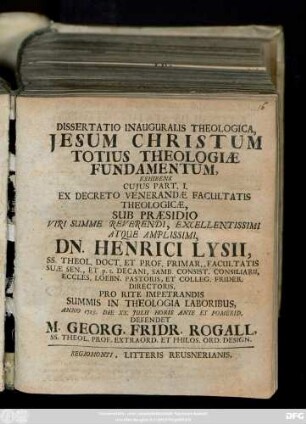 DISSERTATIO INAUGURALIS THEOLOGICA,
JESUM CHRISTUM
TOTIUS THEOLOGIÆ
FUNDAMENTUM,
EXHIBENS
CUJUS PART. I.
EX DECRETO VENERANDÆ FACULTATIS
THEOLOGICÆ,
SUB PRÆSIDIO
VIRI SUMME REVERENDI, EXCELLENTISSIMI
ATQUE AMPLISSIMI,
DN. HENRICI LYSII,
SS. THEOL. DOCT. ET PROF. PRIMAR., FACULTATIS
SUÆ SEN., ET p. t. DECANI, SAMB. CONSIST. CONSILIARII,
ECCLES. LOEBN. PASTORIS, ET COLLEG. FRIDER.
DIRECTORIS,
PRO RITE IMPETRANDIS
SUMMIS IN THEOLOGIA LABORIBUS,
ANNO 1725. DIE XX. JULII HORIS ANTE ET POMERID.
DEFENDET
M. GEORG. FRIDR. ROGALL,
SS. THEOL. PROF. EXTRAORD. ET PHILOS. ORD. DESIGN.
REGIOMONTI, LITTERIS REUSNERIANIS.